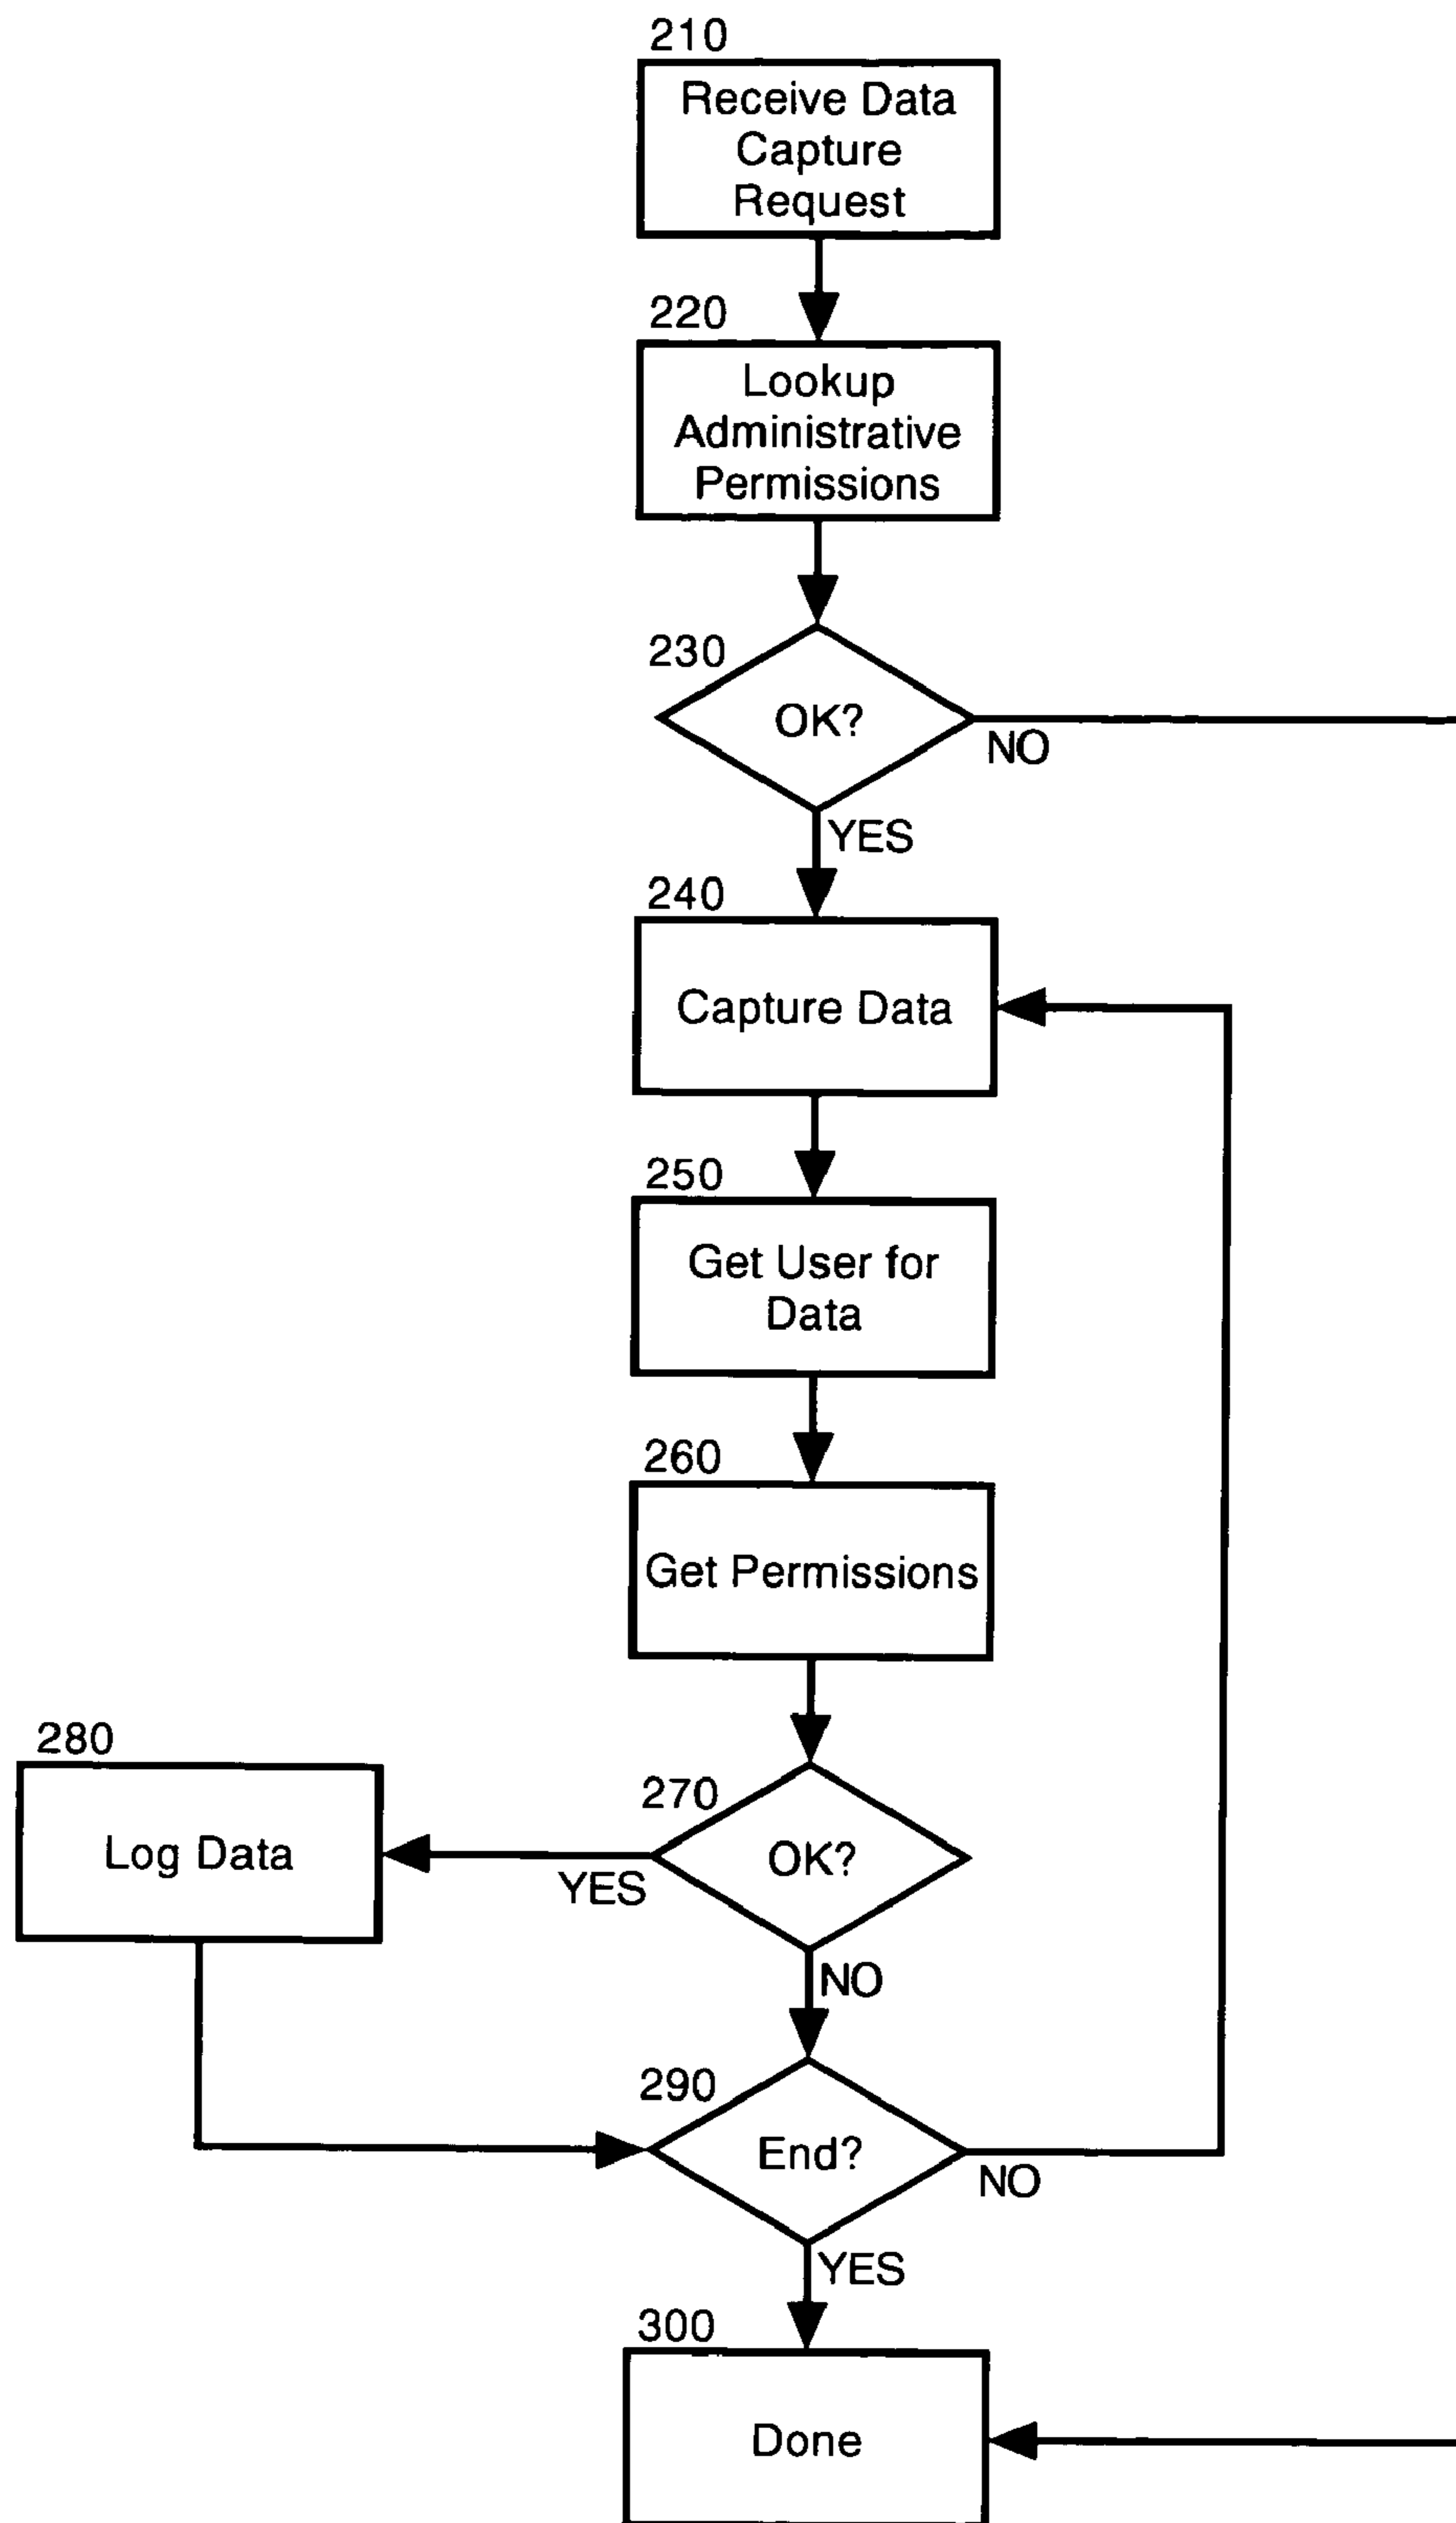 210
Receive Data
Capture
Request
220
Lookup
Administrative
Permissions
230
OK?
NO
YES
240
Capture Data
250
Get User for
Data
260
Get Permissions
280
Log Data
270
OK?
YES
NO
290
End?
NO
YES
300
Done